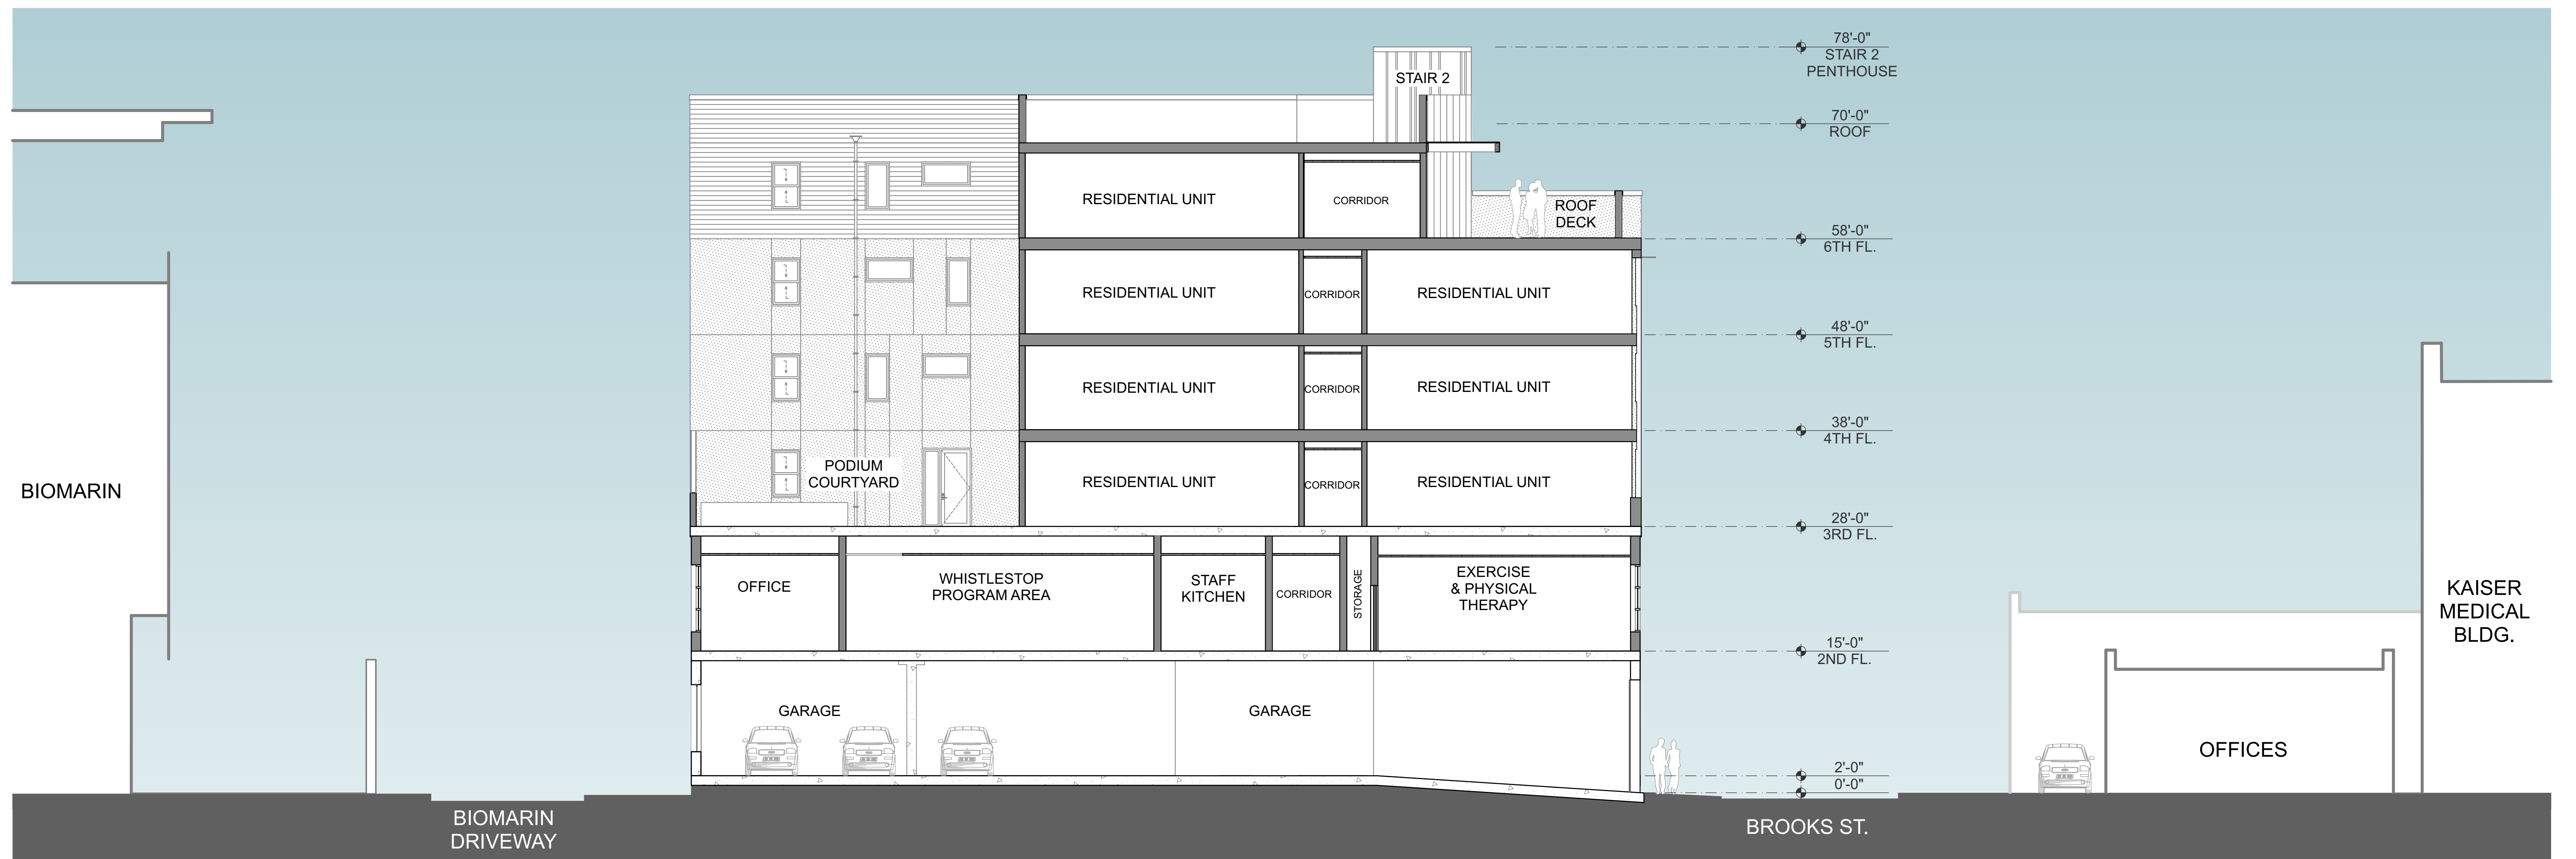 78'-0"
STAIR 2
PENTHOUSE
STAIR 2
70'-0"
ROOF
RESIDENTIAL UNIT
CORRIDOR
ROOF
DECK
58'-0"
6TH FL.
RESIDENTIAL UNIT
CORRIDOR
RESIDENTIAL UNIT
48'-0"
5TH FL.
RESIDENTIAL UNIT
CORRIDOR
RESIDENTIAL UNIT
38'-0"
4TH FL.
BIOMARIN
PODIUM
COURTYARD
RESIDENTIAL UNIT
CORRIDOR
RESIDENTIAL UNIT
28'-0"
3RD FL.
OFFICE
WHISTLESTOP
PROGRAM AREA
STAFF
KITCHEN
CORRIDOR
STORAGE
EXERCISE
& PHYSICAL
THERAPY
KAISER
MEDICAL
BLDG.
15'-0"
2ND FL.
GARAGE
GARAGE
OFFICES
2'-0"
0'-0"
BIOMARIN
DRIVEWAY
BROOKS ST.